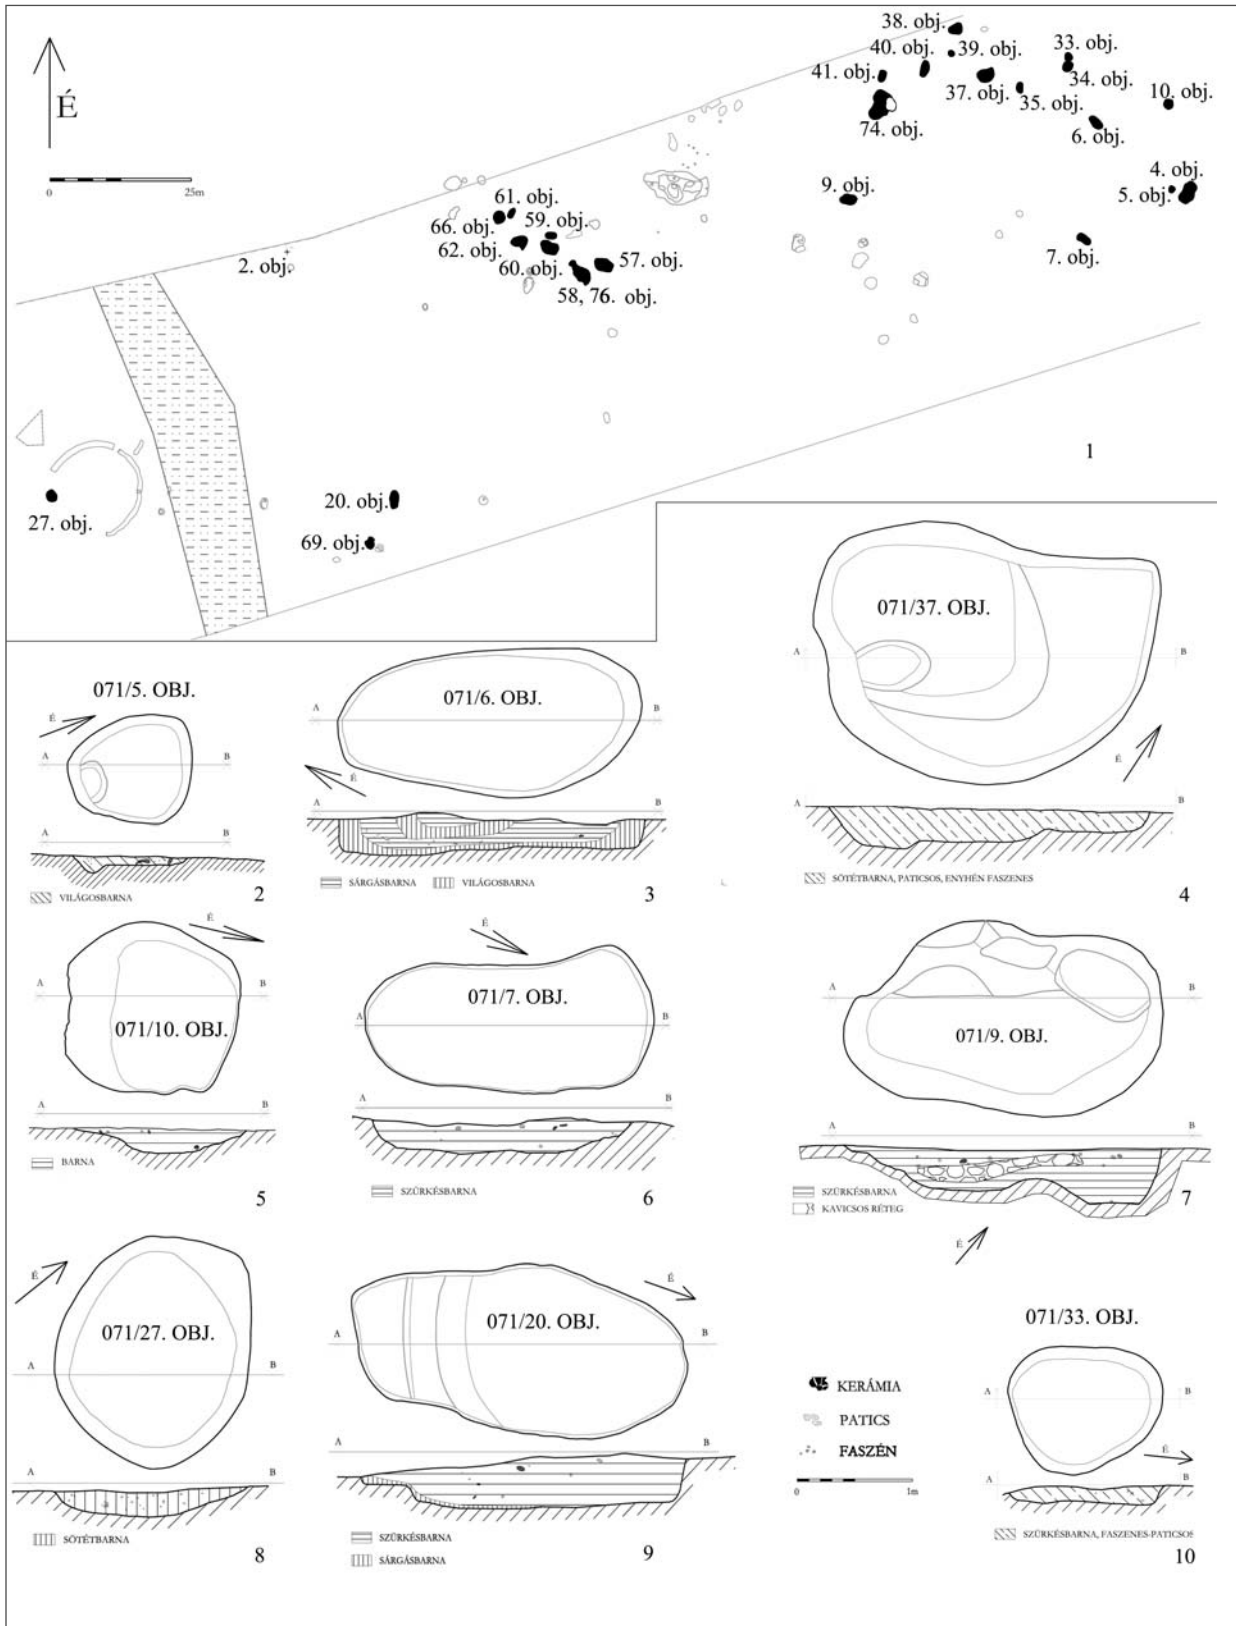 É
0 25m
38. obj.
40. obj.
39. obj.
33. obj.
41. obj.
37. obj.
34. obj.
35. obj.
10. obj.
74. obj.
6. obj.
4. obj.
9. obj.
5. obj.
61. obj.
66. obj.
59. obj.
62. obj.
60. obj.
57. obj.
7. obj.
2. obj.
58, 76. obj.
1
20. obj.
27. obj.
69. obj.
071/5. OBJ.
É
A B
A B
VILÁGOSBARNA
2
071/6. OBJ.
A B
É
A B
SÁRGÁSBARNA VILÁGOSBARNA
3
071/37. OBJ.
A B
É
A B
SÖTÉTBARNA, PATICSOS, ENYHÉN FASZENES
4
É
A B
071/10. OBJ.
A B
BARNA
5
É
071/7. OBJ.
A B
A B
SZÜRKÉSBARNA
6
A B
071/9. OBJ.
A B
SZÜRKÉSBARNA
KAVICSOS RÉTEG
7
É
071/27. OBJ.
A B
A B
SÖTÉTBARNA
8
É
071/20. OBJ.
A B
A B
SZÜRKÉSBARNA
SÁRGÁSBARNA
9
KERÁMIA
PATICS
FASZÉN
0 1m
É
071/33. OBJ.
A B
É
A B
SZÜRKÉSBARNA, FASZENES-PATICSOS
10